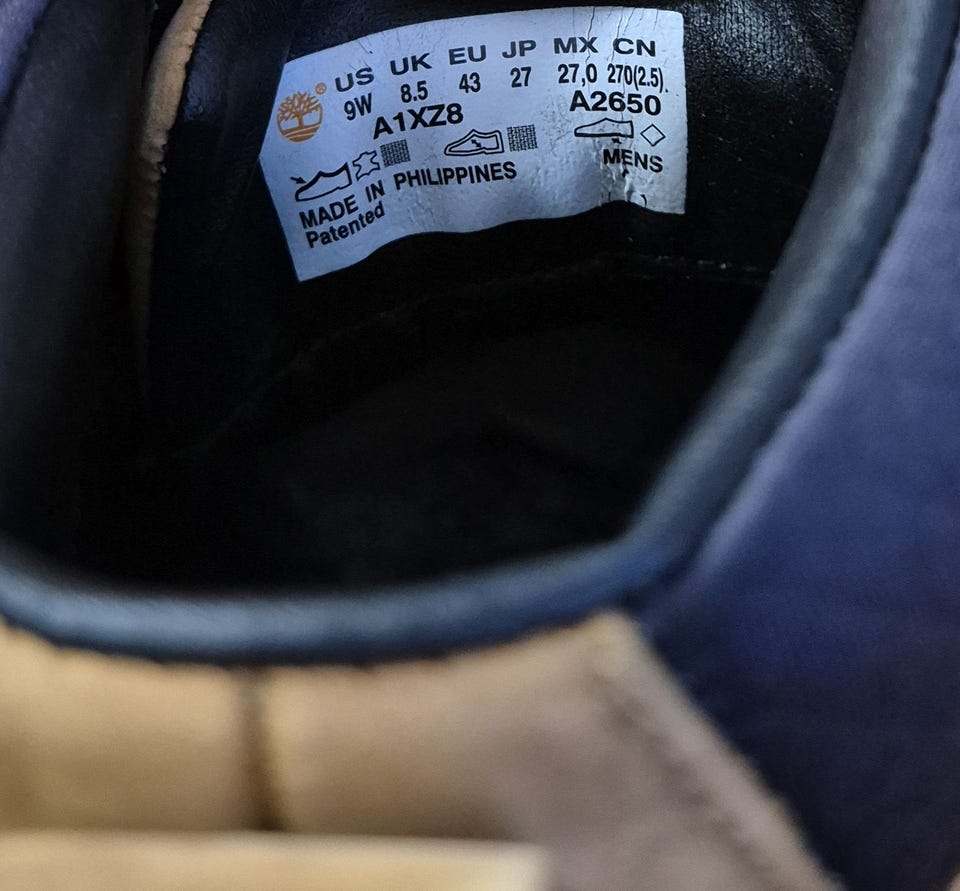 US UK EU JP MX CN
9W 8.5 43 27 27,0 270(2.5)
A1XZ8 A2650
MENS
MADE IN PHILIPPINES
Patented